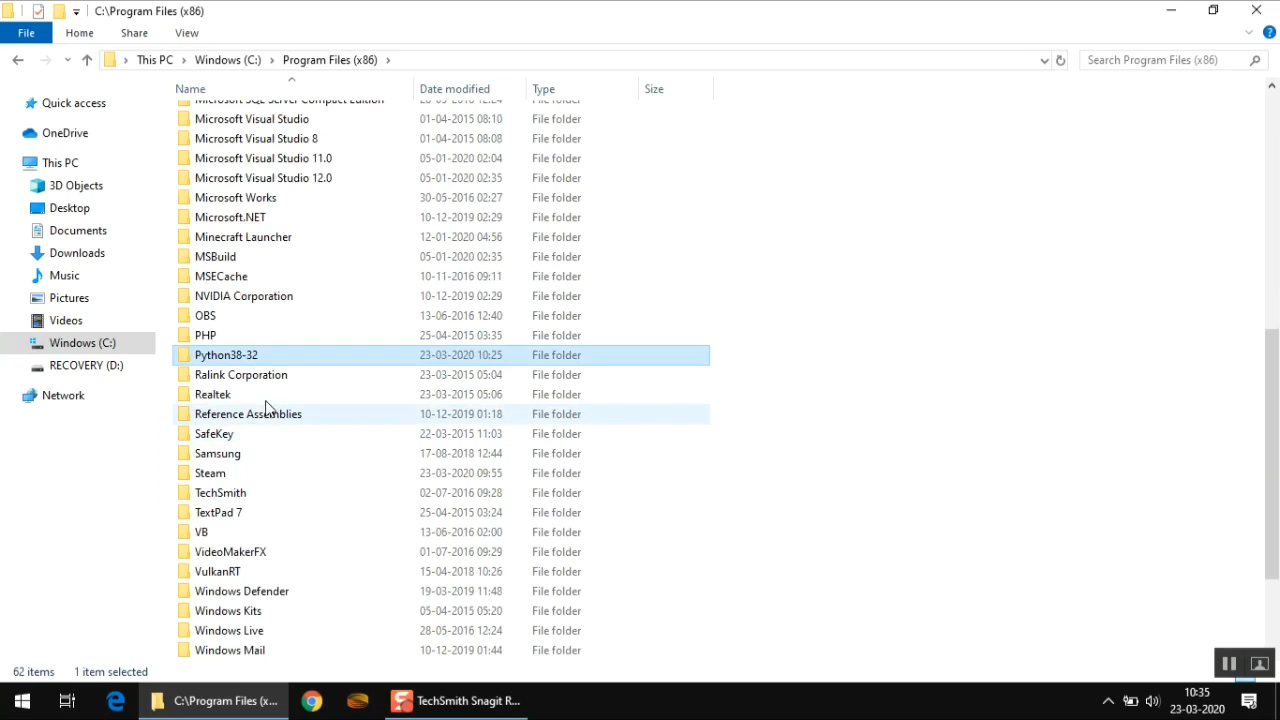 C:\Program Files (x86)
File Home Share View
This PC Windows (C:) Program Files (x86)
Search Program Files (x86)
Name Date modified Type Size
Quick access
OneDrive
This PC
3D Objects
Desktop
Documents
Downloads
Music
Pictures
Videos
Windows (C:)
RECOVERY (D:)
Network
Microsoft SQL Server Compact Edition File folder
Microsoft Visual Studio 01-04-2015 08:10 File folder
Microsoft Visual Studio 8 01-04-2015 08:08 File folder
Microsoft Visual Studio 11.0 05-01-2020 02:04 File folder
Microsoft Visual Studio 12.0 05-01-2020 02:35 File folder
Microsoft Works 30-05-2016 02:27 File folder
Microsoft.NET 10-12-2019 02:29 File folder
Minecraft Launcher 12-01-2020 04:56 File folder
MSBuild 05-01-2020 02:35 File folder
MSECache 10-11-2016 09:11 File folder
NVIDIA Corporation 10-12-2019 02:29 File folder
OBS 13-06-2016 12:40 File folder
PHP 25-04-2015 03:35 File folder
Python38-32 23-03-2020 10:25 File folder
Ralink Corporation 23-03-2015 05:04 File folder
Realtek 23-03-2015 05:06 File folder
Reference Assemblies 10-12-2019 01:18 File folder
SafeKey 22-03-2015 11:03 File folder
Samsung 17-08-2018 12:44 File folder
Steam 23-03-2020 09:55 File folder
TechSmith 02-07-2016 09:28 File folder
TextPad 7 25-04-2015 03:24 File folder
VB 13-06-2016 02:00 File folder
VideoMakerFX 01-07-2016 09:29 File folder
VulkanRT 15-04-2018 10:26 File folder
Windows Defender 19-03-2019 11:48 File folder
Windows Kits 05-04-2015 05:20 File folder
Windows Live 28-05-2016 12:24 File folder
Windows Mail 10-12-2019 01:44 File folder
62 items 1 item selected
C:\Program Files (x... TechSmith Snagit R...
10:35
23-03-2020